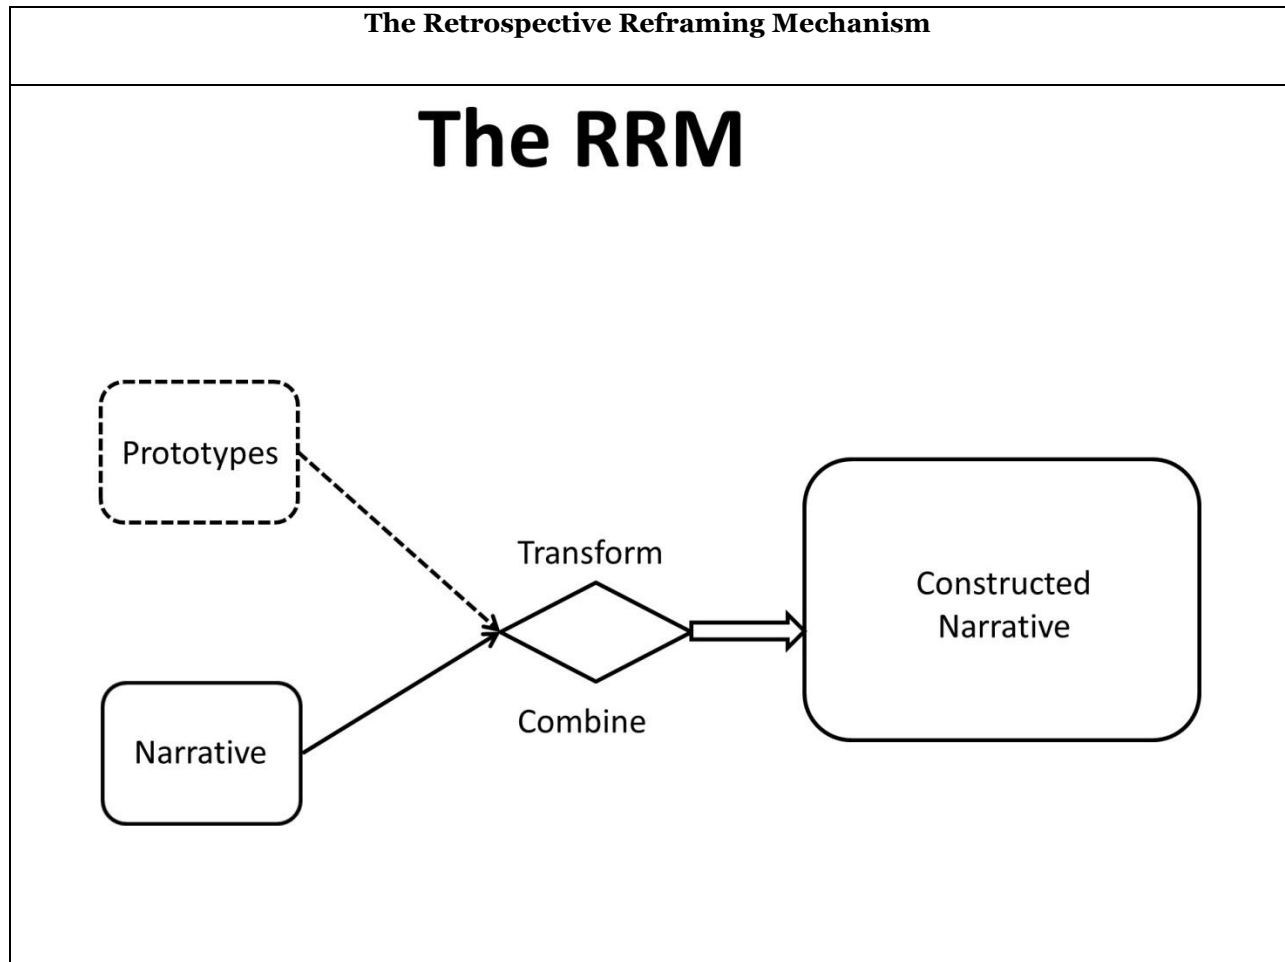 The Retrospective Reframing Mechanism
The RRM
Prototypes
Transform
Constructed
Narrative
Combine
Narrative